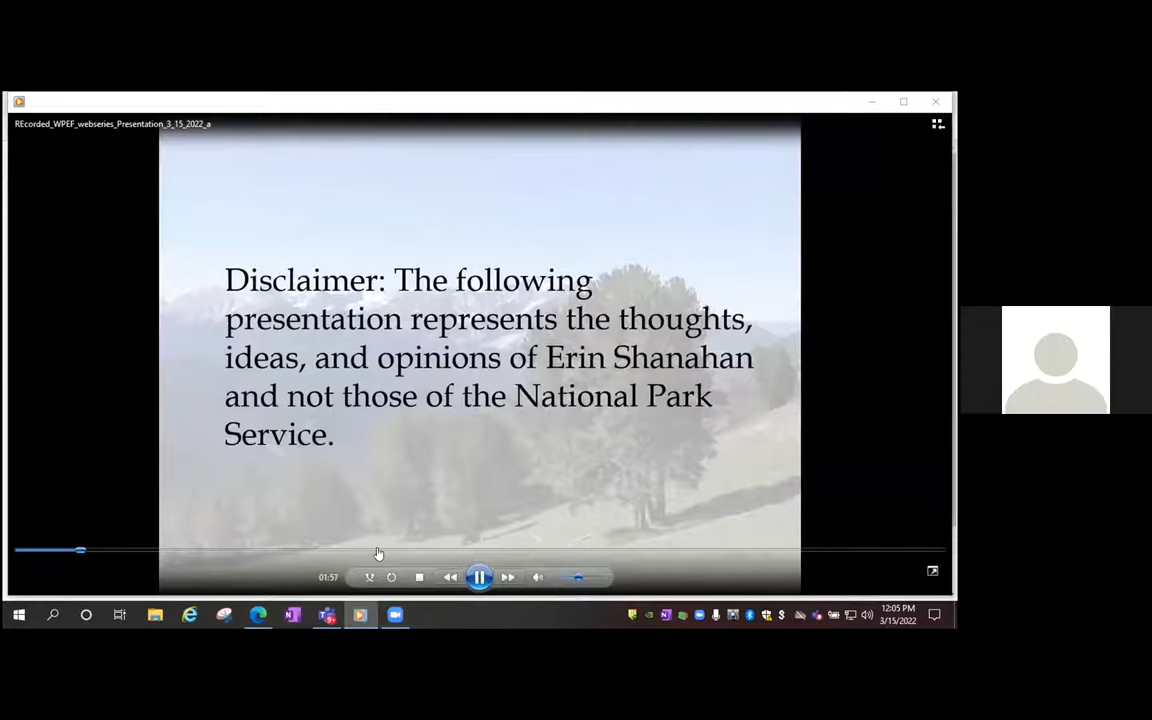 REcorded_WPEF_webseries_Presentation_3_15_2022_a
Disclaimer: The following
presentation represents the thoughts,
ideas, and opinions of Erin Shanahan
and not those of the National Park
Service.
01:57
12:05 PM
3/15/2022